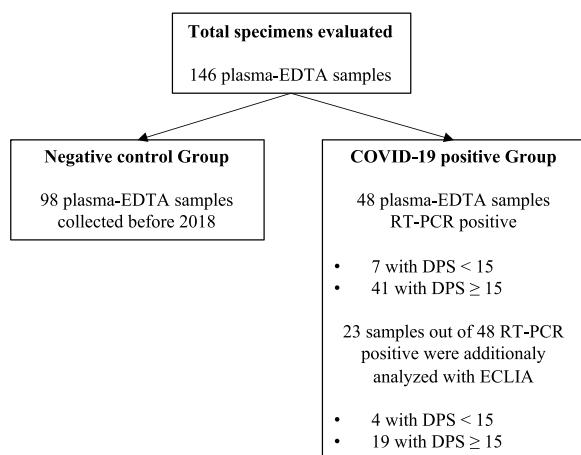 Total specimens evaluated
146 plasma-EDTA samples
Negative control Group
98 plasma-EDTA samples
collected before 2018
COVID-19 positive Group
48 plasma-EDTA samples
RT-PCR positive
• 7 with DPS < 15
• 41 with DPS ≥ 15
23 samples out of 48 RT-PCR
positive were additionaly
analyzed with ECLIA
• 4 with DPS < 15
• 19 with DPS ≥ 15